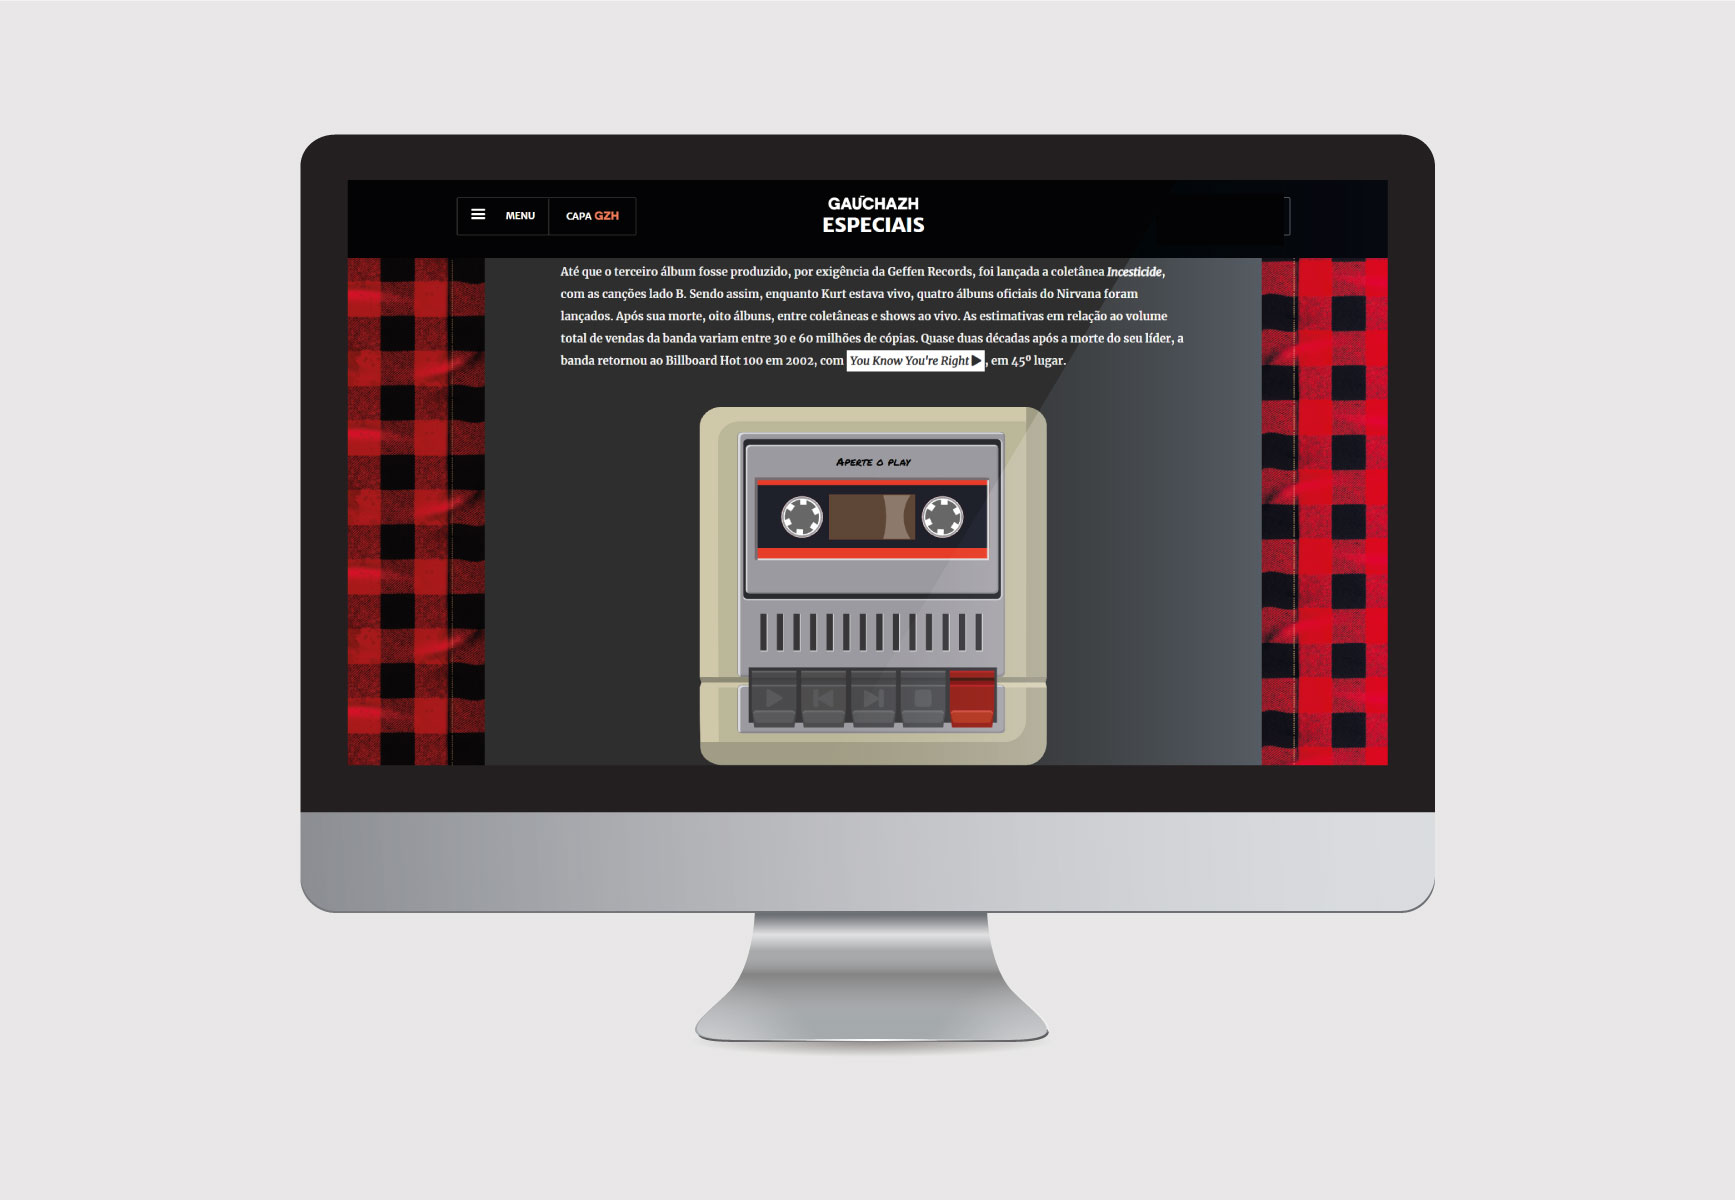 MENU
CAPA GZH
GAÚCHAZH
ESPECIAIS
Até que o terceiro álbum fosse produzido, por exigência da Geffen Records, foi lançada a coletânea Incesticide,
com as canções lado B. Sendo assim, enquanto Kurt estava vivo, quatro álbuns oficiais do Nirvana foram
lançados. Após sua morte, oito álbuns, entre coletâneas e shows ao vivo. As estimativas em relação ao volume
total de vendas da banda variam entre 30 e 60 milhões de cópias. Quase duas décadas após a morte do seu líder, a
banda retornou ao Billboard Hot 100 em 2002, com You Know You're Right, em 45º lugar.
APERTE O PLAY